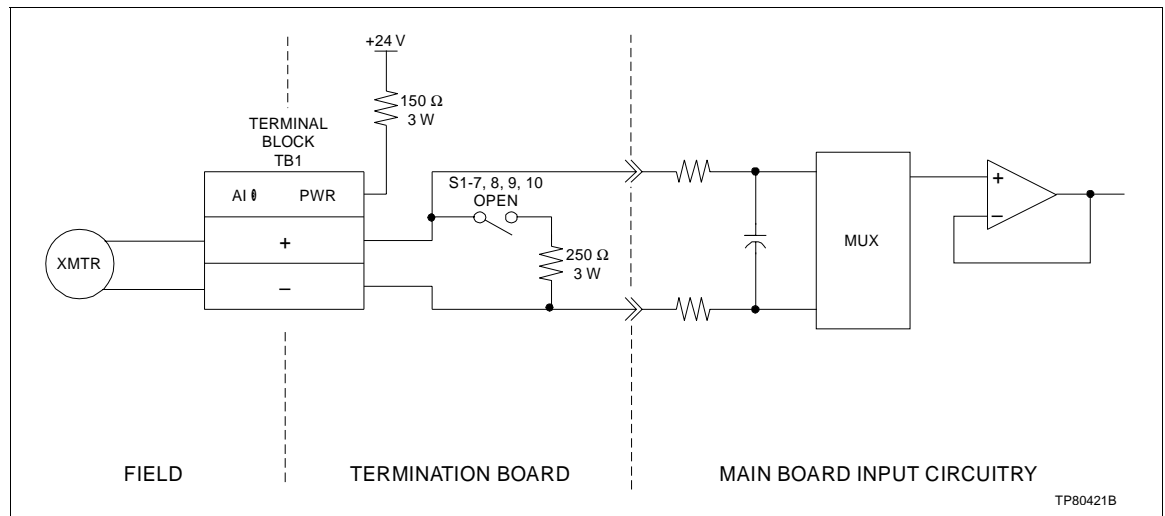 +24 V
150 Ω
3 W
TERMINAL
BLOCK
TB1
S1-7, 8, 9, 10
OPEN
AI PWR
+
−
XMTR
250 Ω
3 W
MUX
+
−
FIELD
TERMINATION BOARD
MAIN BOARD INPUT CIRCUITRY
TP80421B